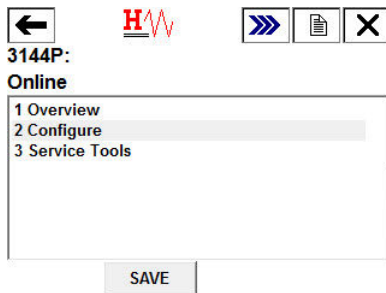 H
3144P:
Online
1 Overview
2 Configure
3 Service Tools
SAVE